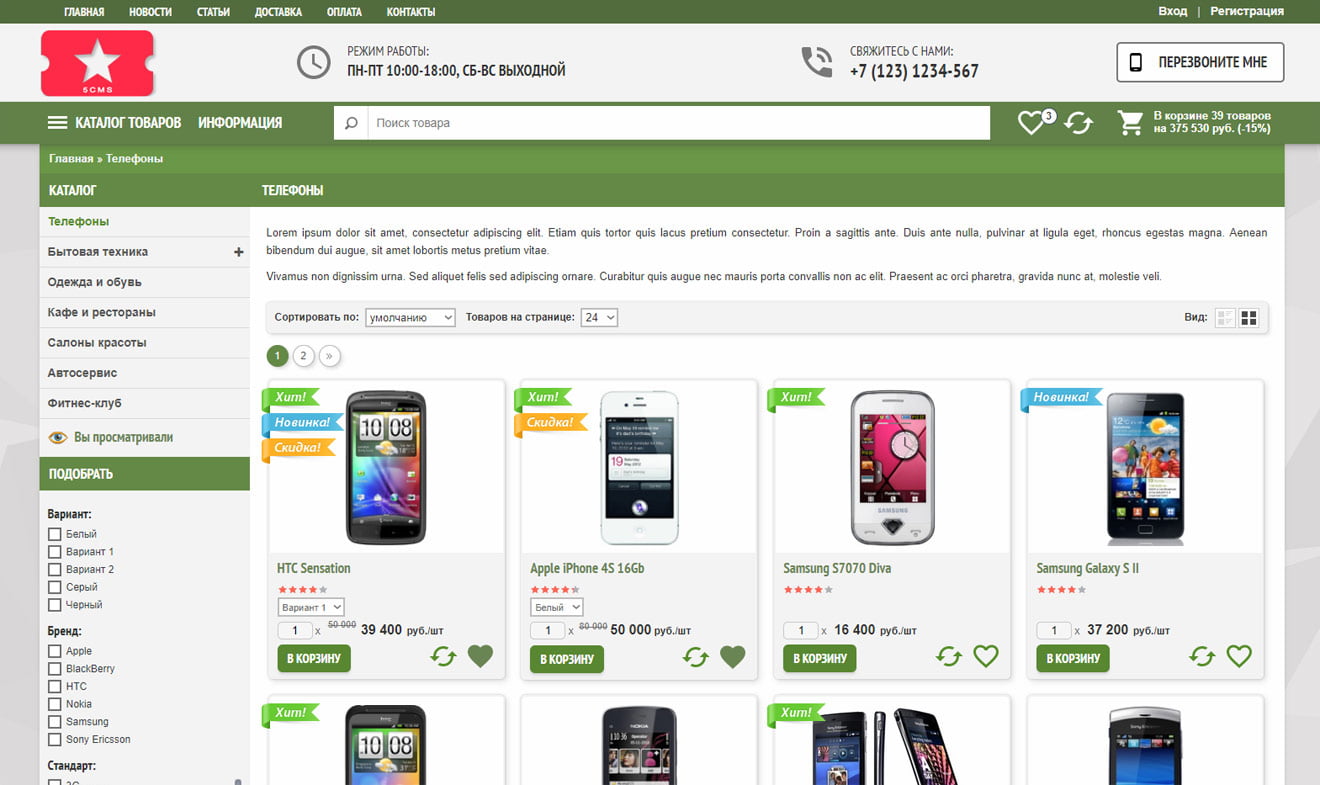 ГЛАВНАЯ НОВОСТИ СТАТЬИ ДОСТАВКА ОПЛАТА КОНТАКТЫ Вход | Регистрация
5CMS
РЕЖИМ РАБОТЫ:
ПН-ПТ 10:00-18:00, СБ-ВС ВЫХОДНОЙ
СВЯЖИТЕСЬ С НАМИ:
+7 (123) 1234-567
ПЕРЕЗВОНИТЕ МНЕ
КАТАЛОГ ТОВАРОВ ИНФОРМАЦИЯ
Поиск товара
3
В корзине 39 товаров
на 375 530 руб. (-15%)
Главная » Телефоны
КАТАЛОГ
Телефоны
Бытовая техника +
Одежда и обувь
Кафе и рестораны
Салоны красоты
Автосервис
Фитнес-клуб
Вы просматривали
ПОДОБРАТЬ
Вариант:
Белый
Вариант 1
Вариант 2
Серый
Черный
Бренд:
Apple
BlackBerry
HTC
Nokia
Samsung
Sony Ericsson
Стандарт:
ТЕЛЕФОНЫ
Lorem ipsum dolor sit amet, consectetur adipiscing elit. Etiam quis tortor quis lacus pretium consectetur. Proin a sagittis ante. Duis ante nulla, pulvinar at ligula eget, rhoncus egestas magna. Aenean
bibendum dui augue, sit amet lobortis metus pretium vitae.
Vivamus non dignissim urna. Sed aliquet felis sed adipiscing ornare. Curabitur quis augue nec mauris porta convallis non ac elit. Praesent ac orci pharetra, gravida nunc at, molestie veli.
Сортировать по: умолчанию Товаров на странице: 24 Вид:
1 2 »
Хит!
Новинка!
Скидка!
10 08
HTC Sensation
Вариант 1
1 x 50 000 39 400 руб./шт
В КОРЗИНУ
Хит!
Скидка!
19
Apple iPhone 4S 16Gb
Белый
1 x 80 000 50 000 руб./шт
В КОРЗИНУ
Хит!
SAMSUNG
Samsung S7070 Diva
1 x 16 400 руб./шт
В КОРЗИНУ
Новинка!
Samsung Galaxy S II
1 x 37 200 руб./шт
В КОРЗИНУ
Хит!
10 08
NOKIA
Хит!